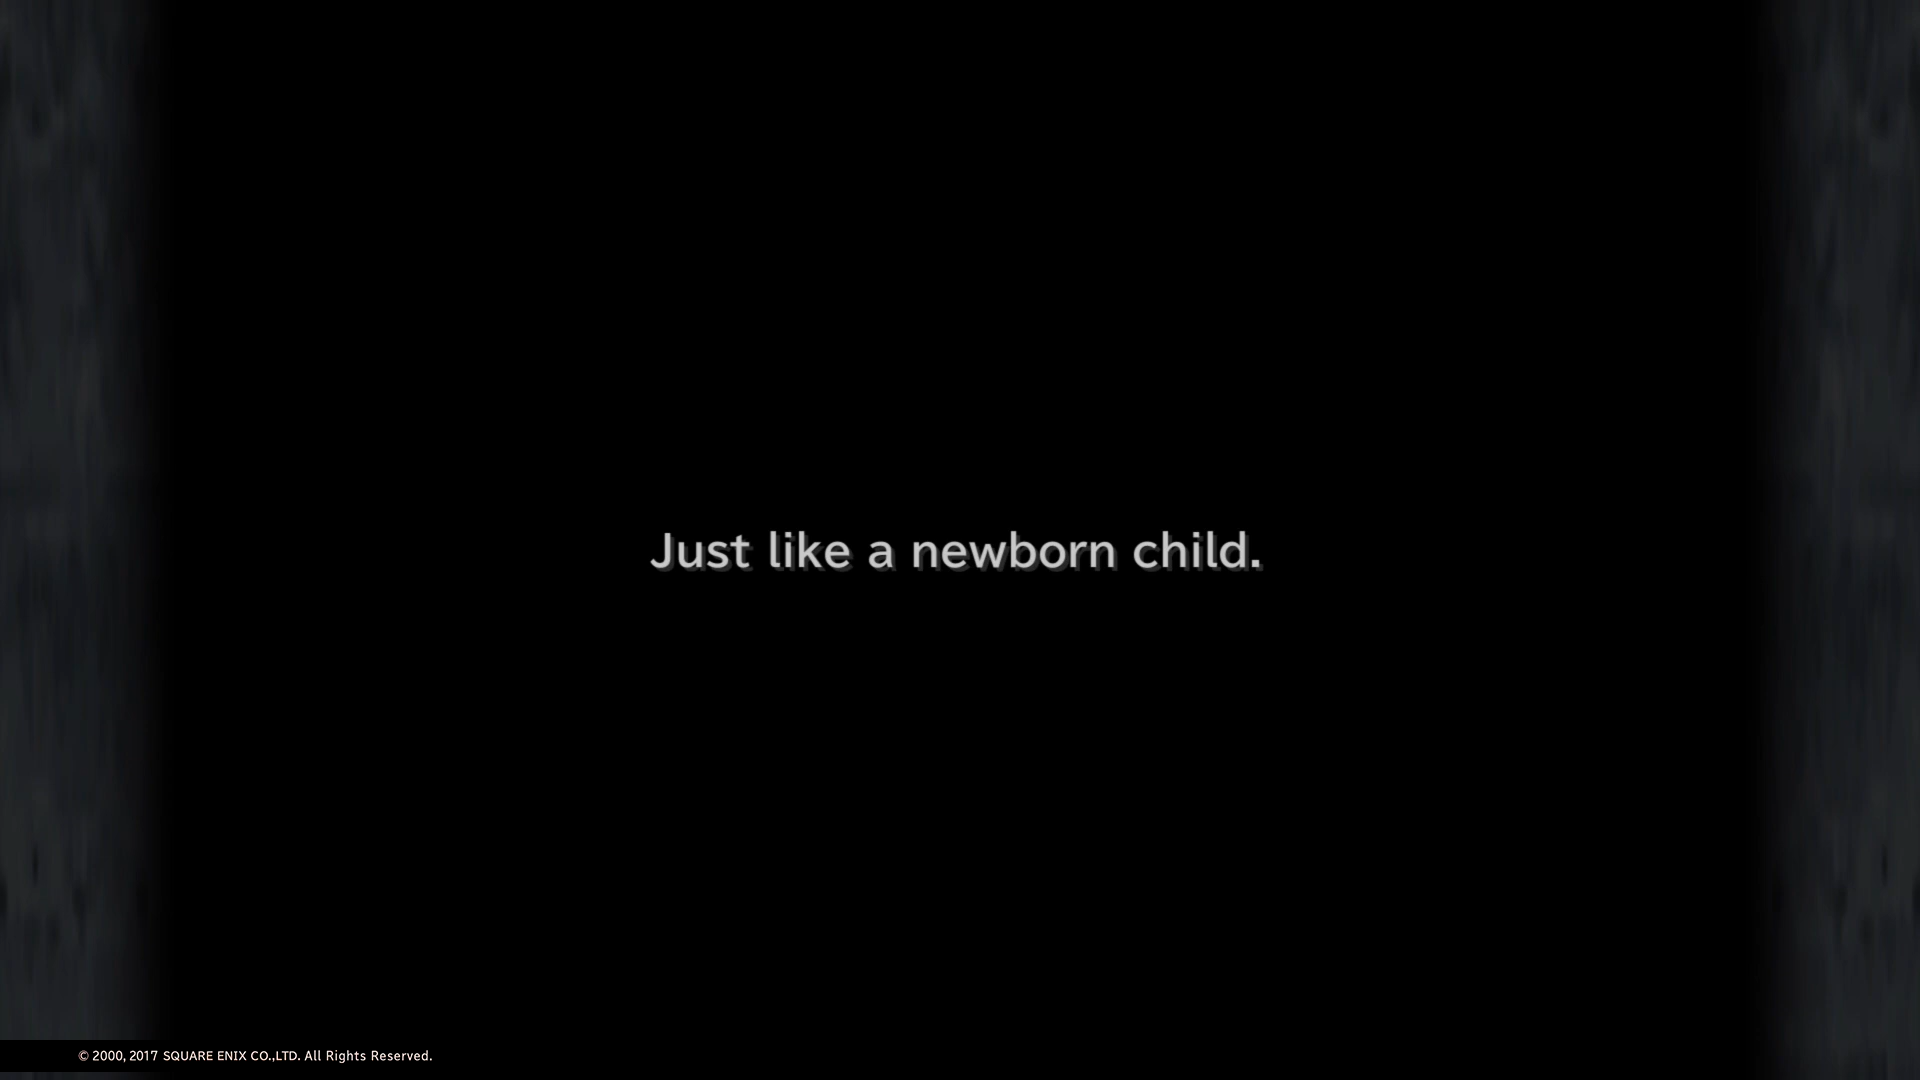 Just like a newborn child.
© 2000, 2017 SQUARE ENIX CO.,LTD. All Rights Reserved.